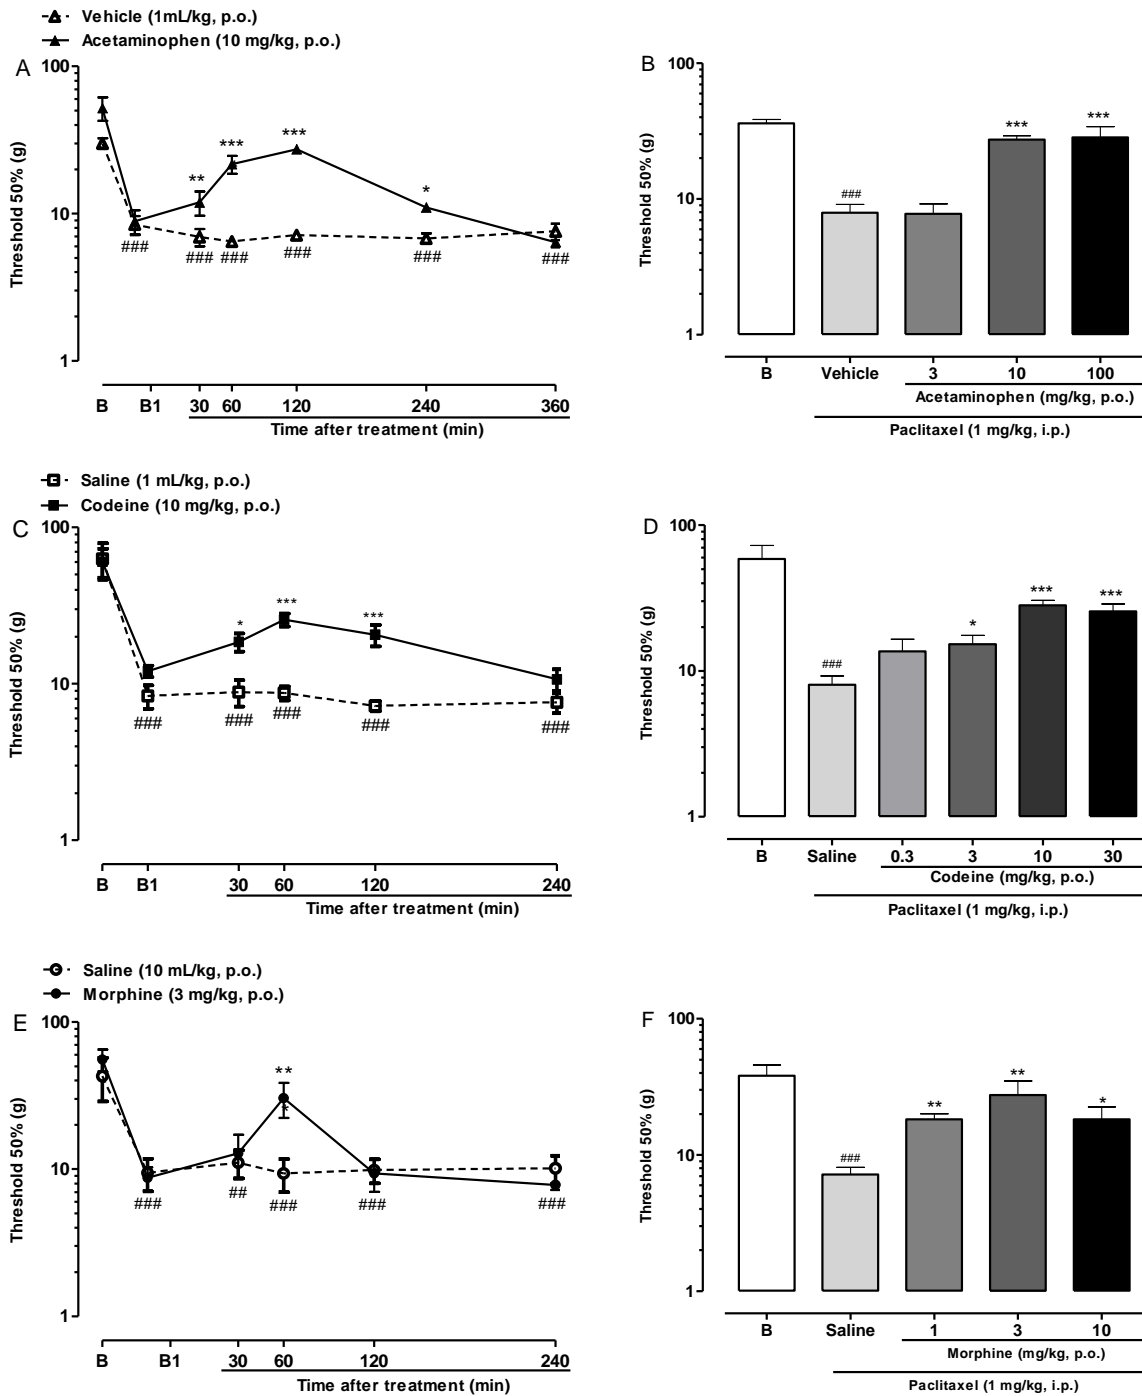 Vehicle (1mL/kg, p.o.)
Acetaminophen (10 mg/kg, p.o.)
A
100
10
1
Threshold 50% (g)
** *** *** *
### ### ### ### ### ###
B B1 30 60 120 240 360
Time after treatment (min)
B
100
10
1
Threshold 50% (g)
### *** ***
B Vehicle 3 10 100
Acetaminophen (mg/kg, p.o.)
Paclitaxel (1 mg/kg, i.p.)
Saline (1 mL/kg, p.o.)
Codeine (10 mg/kg, p.o.)
C
100
10
1
Threshold 50% (g)
* *** ***
### ### ### ### ###
B B1 30 60 120 240
Time after treatment (min)
D
100
10
1
Threshold 50% (g)
### * *** ***
B Saline 0.3 3 10 30
Codeine (mg/kg, p.o.)
Paclitaxel (1 mg/kg, i.p.)
Saline (10 mL/kg, p.o.)
Morphine (3 mg/kg, p.o.)
E
100
10
1
Threshold 50% (g)
**
*
### ## ### ### ###
B B1 30 60 120 240
Time after treatment (min)
F
100
10
1
Threshold 50% (g)
### ** ** *
B Saline 1 3 10
Morphine (mg/kg, p.o.)
Paclitaxel (1 mg/kg, i.p.)